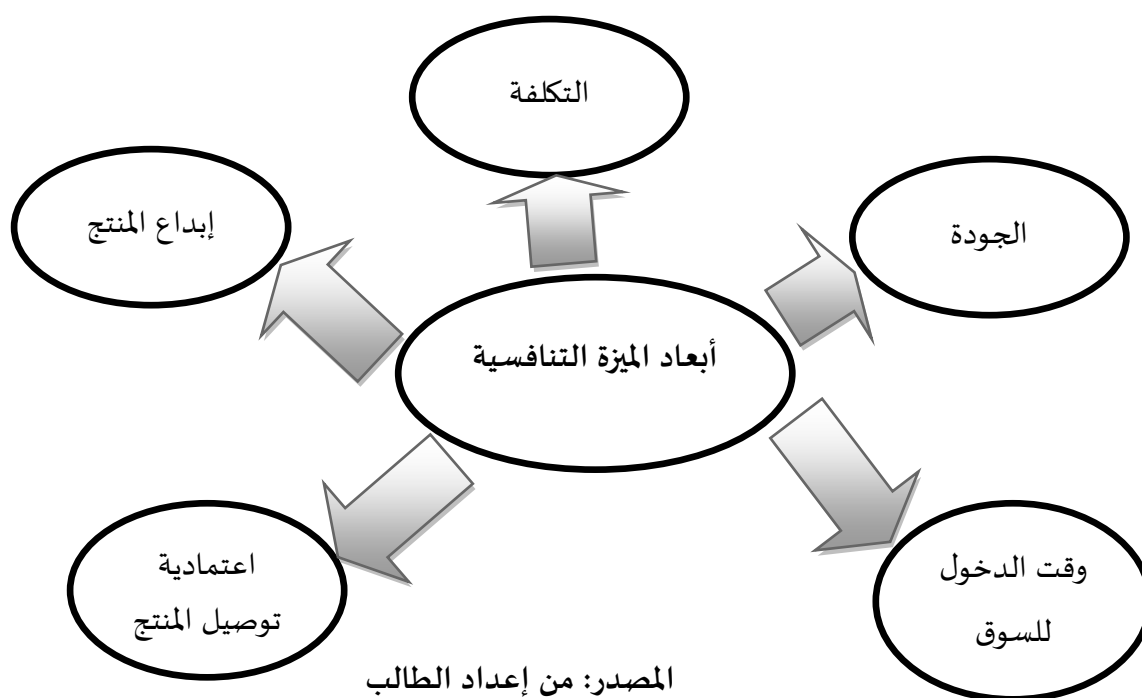 التكلفة
الجودة
إبداع المنتج
أبعاد الميزة التنافسية
وقت الدخول
للسوق
اعتمادية
توصيل المنتج
المصدر: من إعداد الطالب